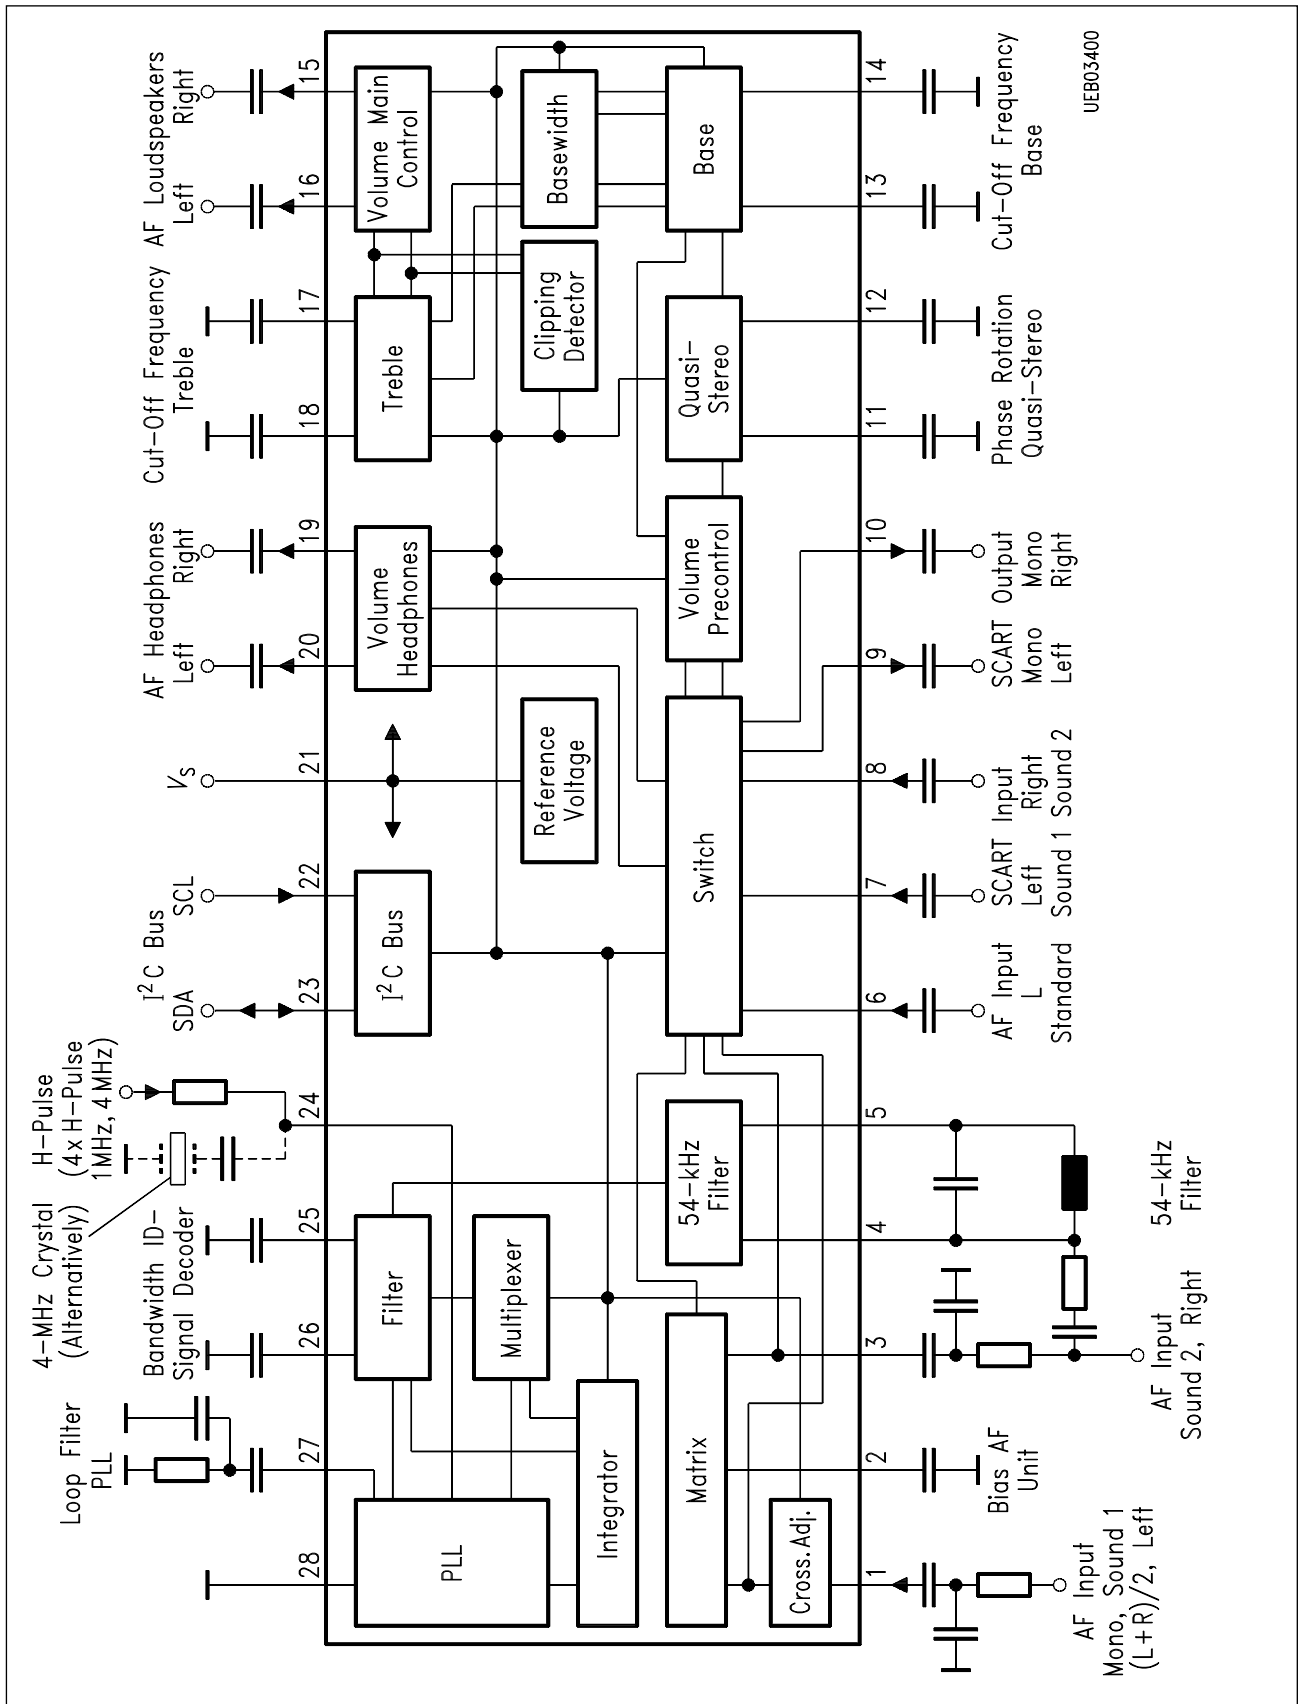 H-Pulse
(4x H-Pulse
1MHz, 4MHz)
4-MHz Crystal
(Alternatively)
Loop Filter
PLL
Bandwidth ID-
Signal Decoder
I²C Bus
SDA
SCL
Vs
AF Headphones
Left
Right
Cut-Off Frequency
Treble
AF Loudspeakers
Left
Right
28
27
26
25
24
23
22
21
20
19
18
17
16
15
PLL
Filter
Multiplexer
Integrator
I²C Bus
Reference
Voltage
Volume
Headphones
Treble
Clipping
Detector
Volume Main
Control
Basewidth
Matrix
Cross.Adj.
54-kHz
Filter
Switch
Volume
Precontrol
Quasi-
Stereo
Base
1
2
3
4
5
6
7
8
9
10
11
12
13
14
AF Input
Mono, Sound 1
(L+R)/2, Left
Bias AF
Unit
AF Input
Sound 2, Right
54-kHz
Filter
AF Input
L
Standard
SCART Input
Left
Right
Sound 1
Sound 2
SCART Output
Mono
Mono
Left
Right
Phase Rotation
Quasi-Stereo
Cut-Off Frequency
Base
UEB03400